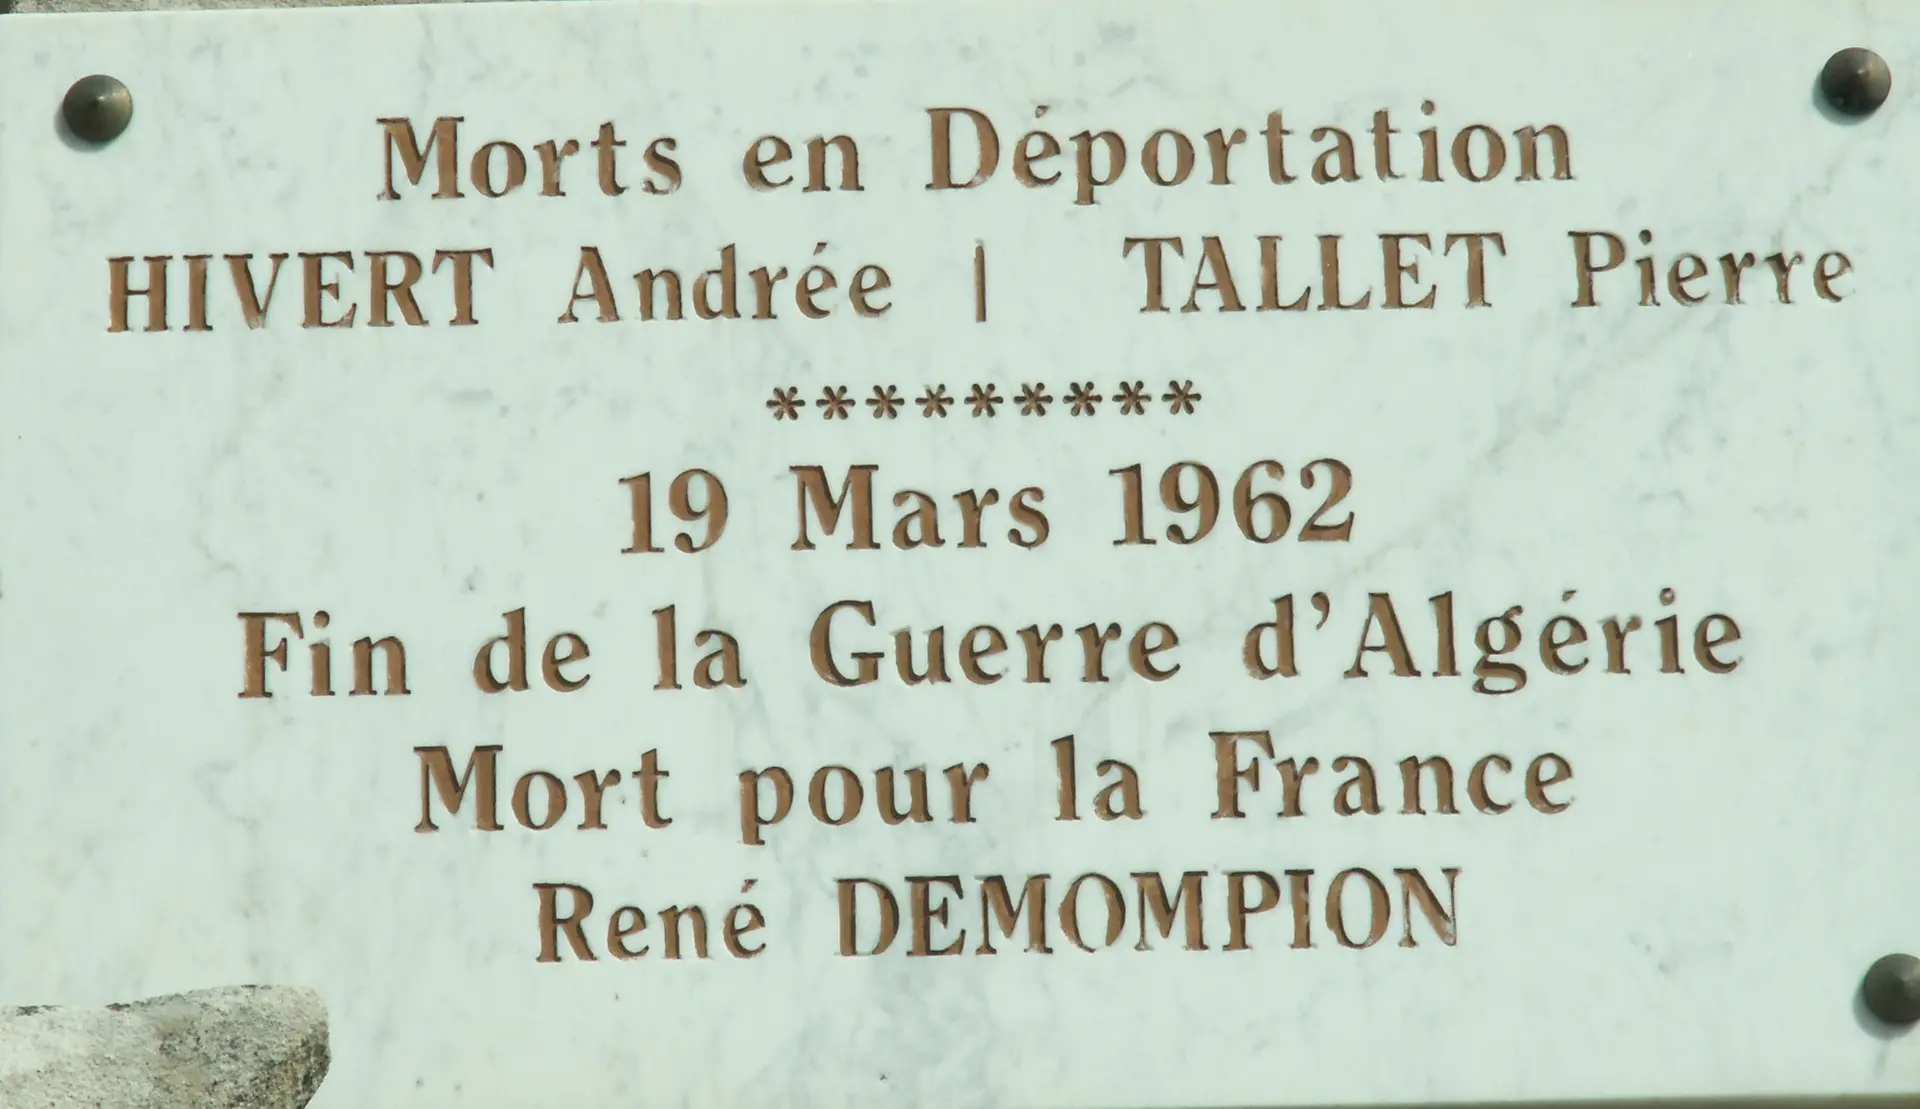 Morts en Déportation
HIVERT Andrée | TALLET Pierre
*********
19 Mars 1962
Fin de la Guerre d'Algérie
Mort pour la France
René DEMOMPION